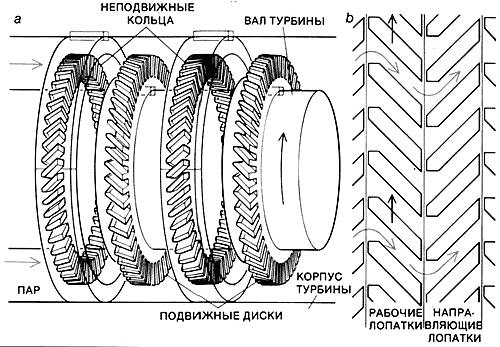 a
НЕПОДВИЖНЫЕ
КОЛЬЦА
ВАЛ ТУРБИНЫ
b
ПАР
КОРПУС
ТУРБИНЫ
ПОДВИЖНЫЕ ДИСКИ
РАБОЧИЕ
ЛОПАТКИ
НАПРА-
ВЛЯЮЩИЕ
ЛОПАТКИ